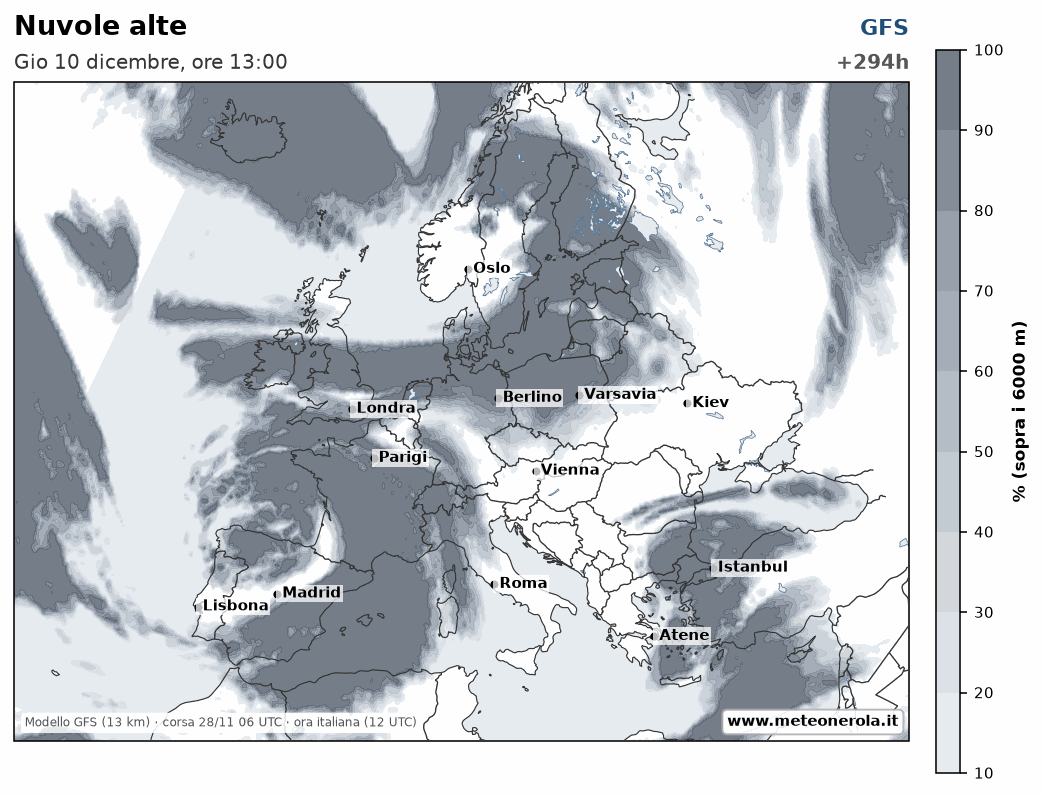 Nuvole alte
GFS
Gio 10 dicembre, ore 13:00
+294h
Oslo
Londra
Berlino
Varsavia
Kiev
Parigi
Vienna
Istanbul
Roma
Madrid
Lisbona
Atene
Modello GFS (13 km) · corsa 28/11 06 UTC · ora italiana (12 UTC)
www.meteonerola.it
100
90
80
70
60
50
40
30
20
10
% (sopra i 6000 m)